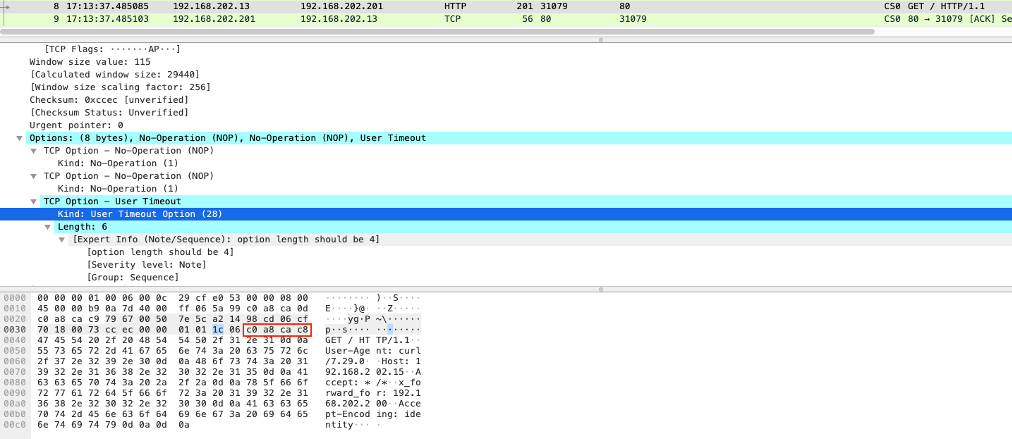 8 17:13:37.485085 192.168.202.13 192.168.202.201 HTTP 201 31079 80 CS0 GET / HTTP/1.1
9 17:13:37.485103 192.168.202.201 192.168.202.13 TCP 56 80 31079 CS0 80 → 31079 [ACK] Se
[TCP Flags: ·······AP···]
Window size value: 115
[Calculated window size: 29440]
[Window size scaling factor: 256]
Checksum: 0xccec [unverified]
[Checksum Status: Unverified]
Urgent pointer: 0
Options: (8 bytes), No-Operation (NOP), No-Operation (NOP), User Timeout
TCP Option - No-Operation (NOP)
Kind: No-Operation (1)
TCP Option - No-Operation (NOP)
Kind: No-Operation (1)
TCP Option - User Timeout
Kind: User Timeout Option (28)
Length: 6
[Expert Info (Note/Sequence): option length should be 4]
[option length should be 4]
[Severity level: Note]
[Group: Sequence]
0000 00 00 00 01 00 06 00 0c 29 cf e0 53 00 00 08 00 ········ )··S····
0010 45 00 00 b9 0a 7d 40 00 ff 06 5a 99 c0 a8 ca 0d E····}@· ··Z·····
0020 c0 a8 ca c9 79 67 00 50 7e 5c a2 14 98 cd 06 cf ····yg·P ~\······
0030 70 18 00 73 cc ec 00 00 01 01 1c 06 c0 a8 ca c8 p··s···· ········
0040 47 45 54 20 2f 20 48 54 54 50 2f 31 2e 31 0d 0a GET / HT TP/1.1··
0050 55 73 65 72 2d 41 67 65 6e 74 3a 20 63 75 72 6c User-Age nt: curl
0060 2f 37 2e 32 39 2e 30 0d 0a 48 6f 73 74 3a 20 31 /7.29.0· ·Host: 1
0070 39 32 2e 31 36 38 2e 32 30 32 2e 31 35 0d 0a 41 92.168.2 02.15··A
0080 63 63 65 70 74 3a 20 2a 2f 2a 0d 0a 78 5f 66 6f ccept: * /*··x_fo
0090 72 77 61 72 64 5f 66 6f 72 3a 20 31 39 32 2e 31 rward_fo r: 192.1
00a0 36 38 2e 32 30 32 2e 32 30 30 0d 0a 41 63 63 65 68.202.2 00··Acce
00b0 70 74 2d 45 6e 63 6f 64 69 6e 67 3a 20 69 64 65 pt-Encod ing: ide
00c0 6e 74 69 74 79 0d 0a 0d 0a ntity··· ·